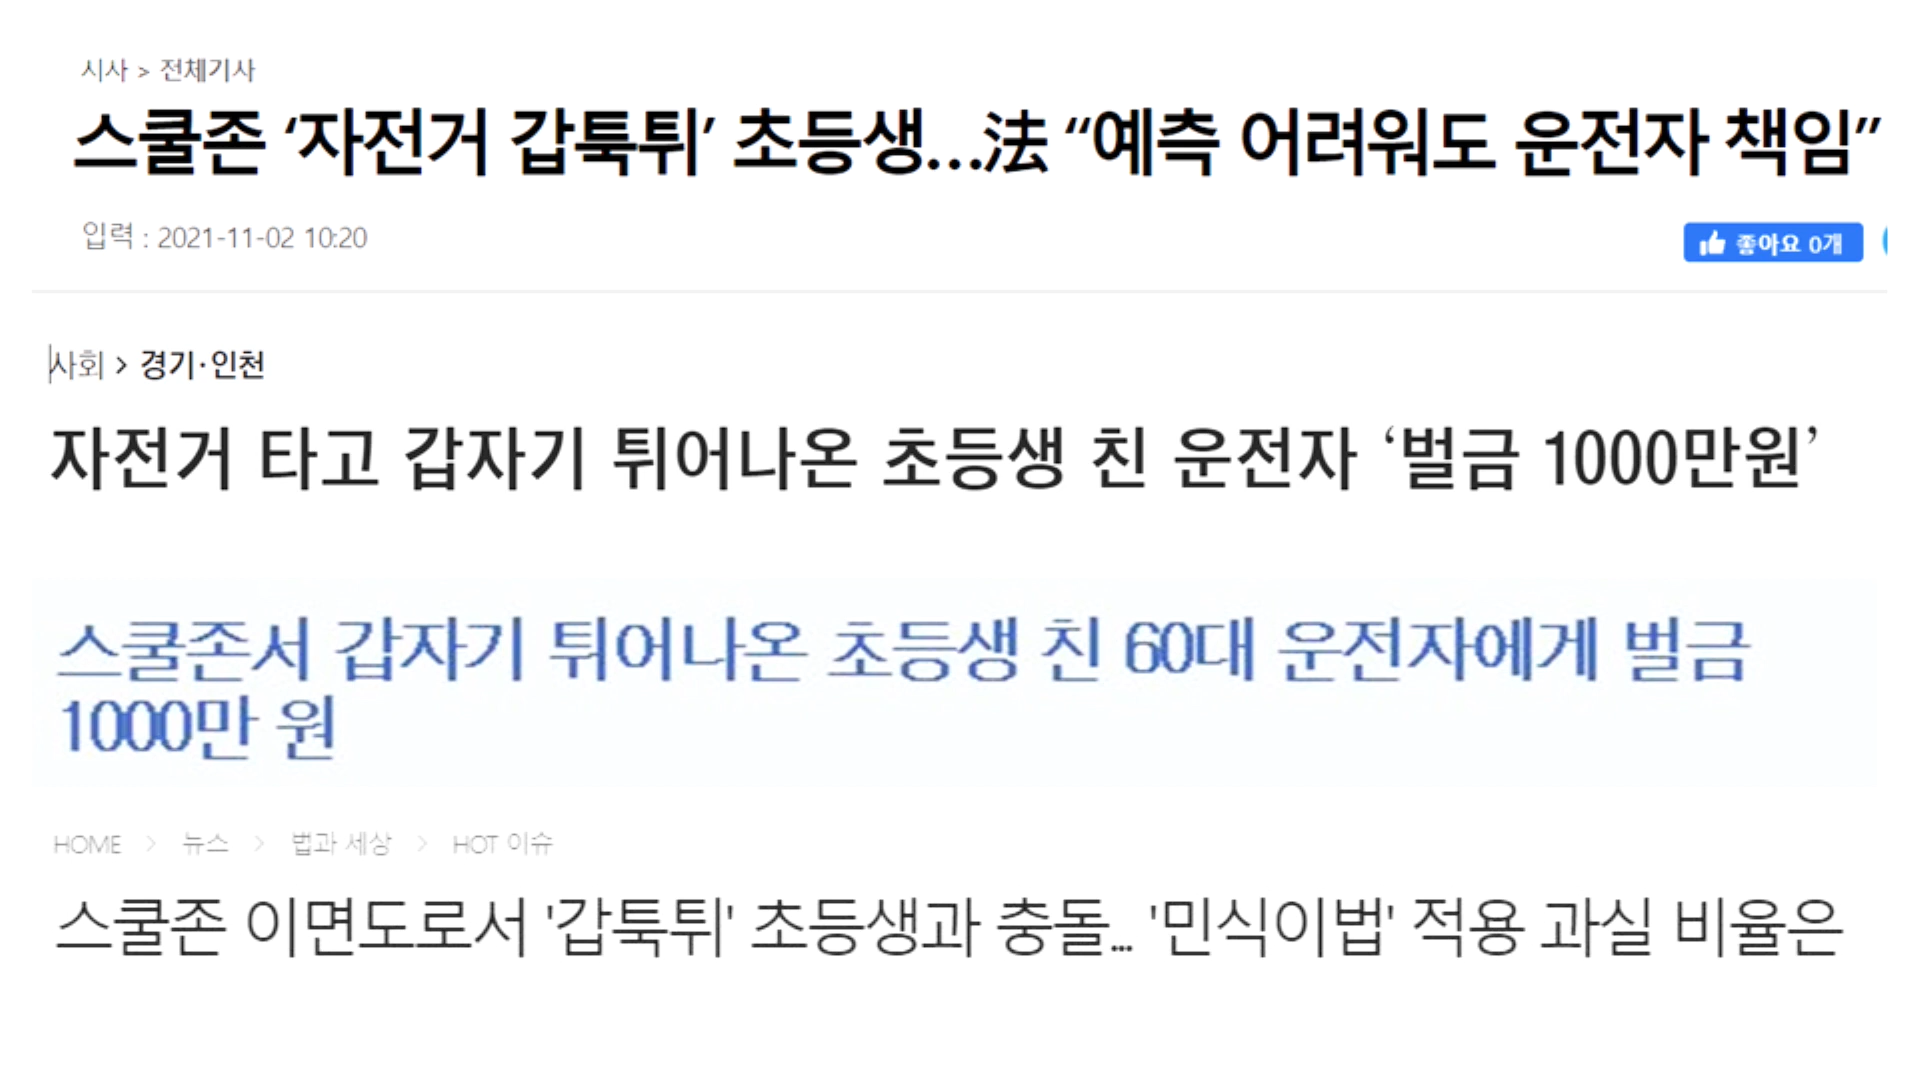 시사 > 전체기사
스쿨존 ‘자전거 갑툭튀’ 초등생…法 “예측 어려워도 운전자 책임”
입력 : 2021-11-02 10:20
좋아요 0개
사회 > 경기·인천
자전거 타고 갑자기 튀어나온 초등생 친 운전자 ‘벌금 1000만원’
스쿨존서 갑자기 튀어나온 초등생 친 60대 운전자에게 벌금
1000만 원
HOME > 뉴스 > 법과 세상 > HOT 이슈
스쿨존 이면도로서 '갑툭튀' 초등생과 충돌... '민식이법' 적용 과실 비율은